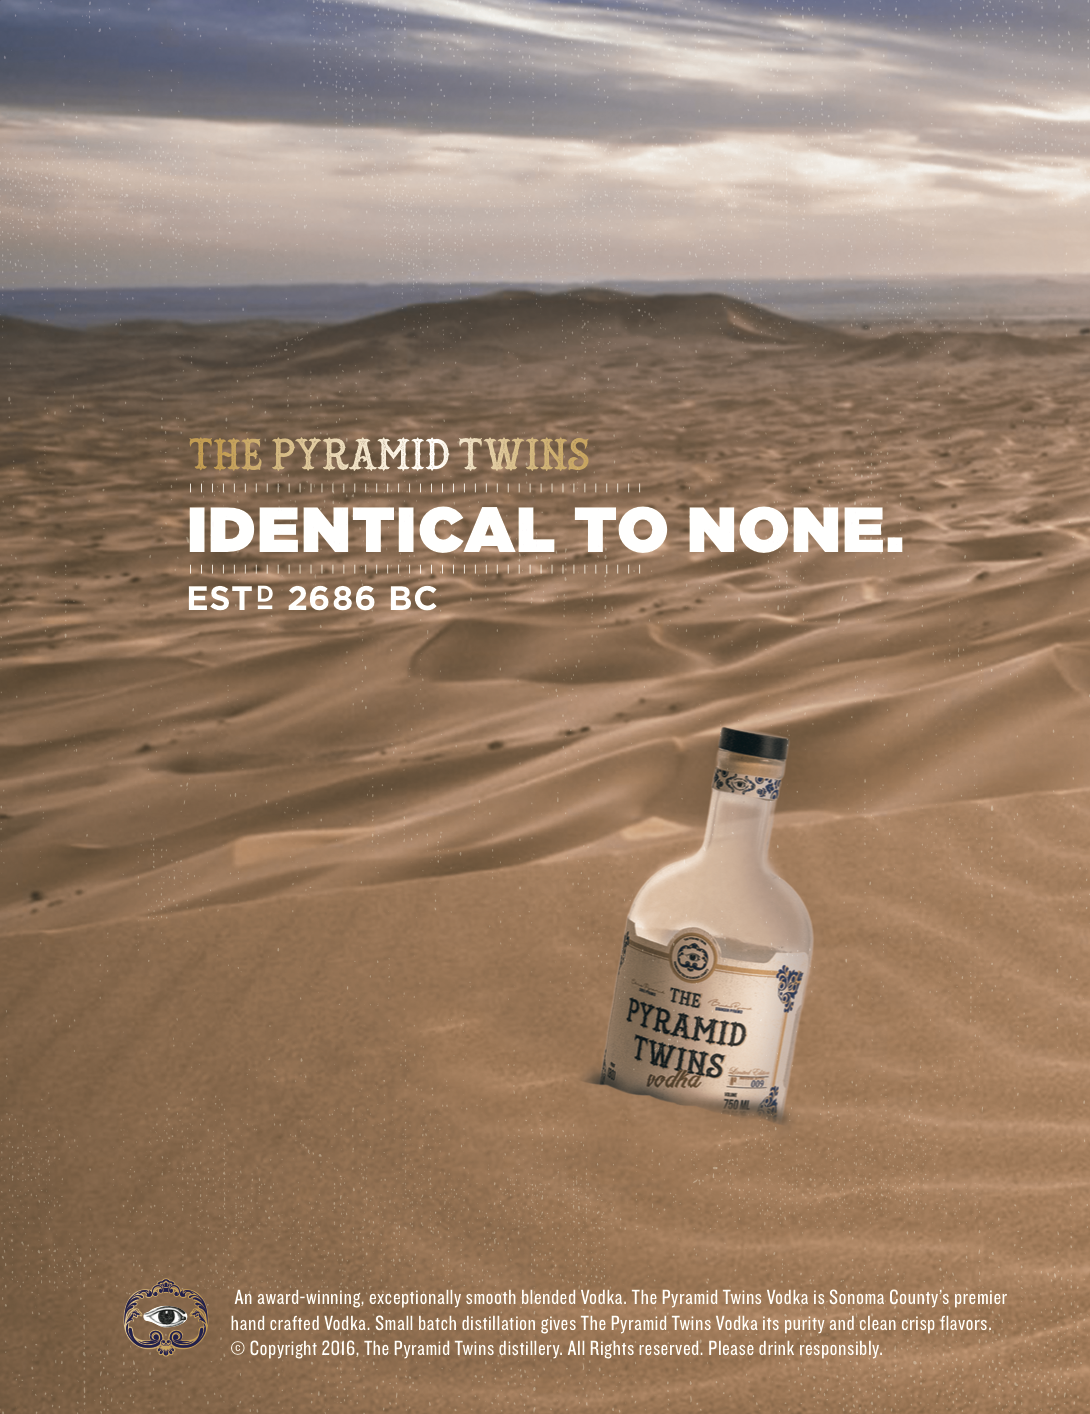 THE PYRAMID TWINS
IDENTICAL TO NONE.
ESTD 2686 BC
THE
PYRAMID
TWINS
vodka
Limited Edition
Nº 009
VOLUME
750 ML
An award-winning, exceptionally smooth blended Vodka. The Pyramid Twins Vodka is Sonoma County's premier
hand crafted Vodka. Small batch distillation gives The Pyramid Twins Vodka its purity and clean crisp flavors.
© Copyright 2016, The Pyramid Twins distillery. All Rights reserved. Please drink responsibly.